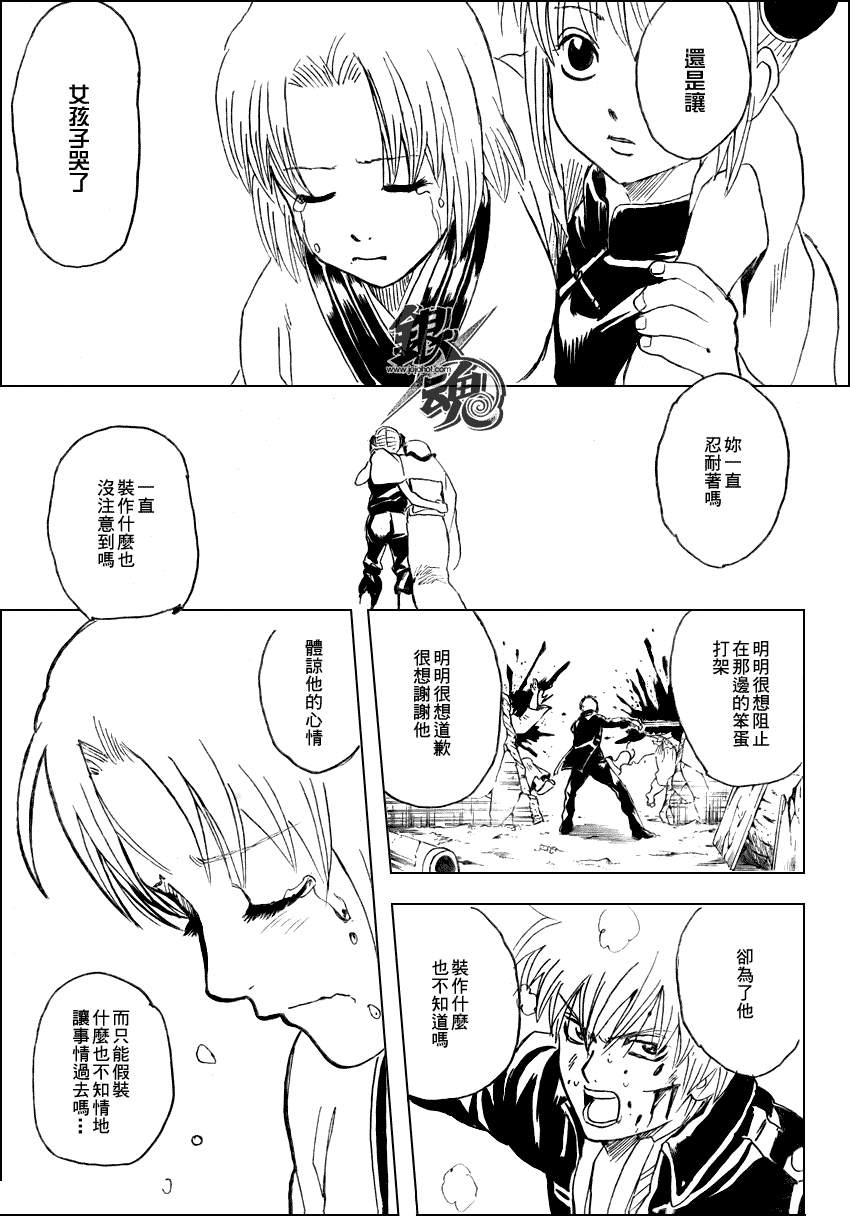 還是讓
女孩子哭了
銀魂
www.jojohot.com
妳一直
忍耐著嗎
一直
裝作什麼也
沒注意到嗎
明明很想阻止
在那邊的笨蛋
打架
明明很想道歉
很想謝謝他
體諒他的心情
卻為了他
裝作什麼
也不知道嗎
而只能假裝
什麼也不知情地
讓事情過去嗎…